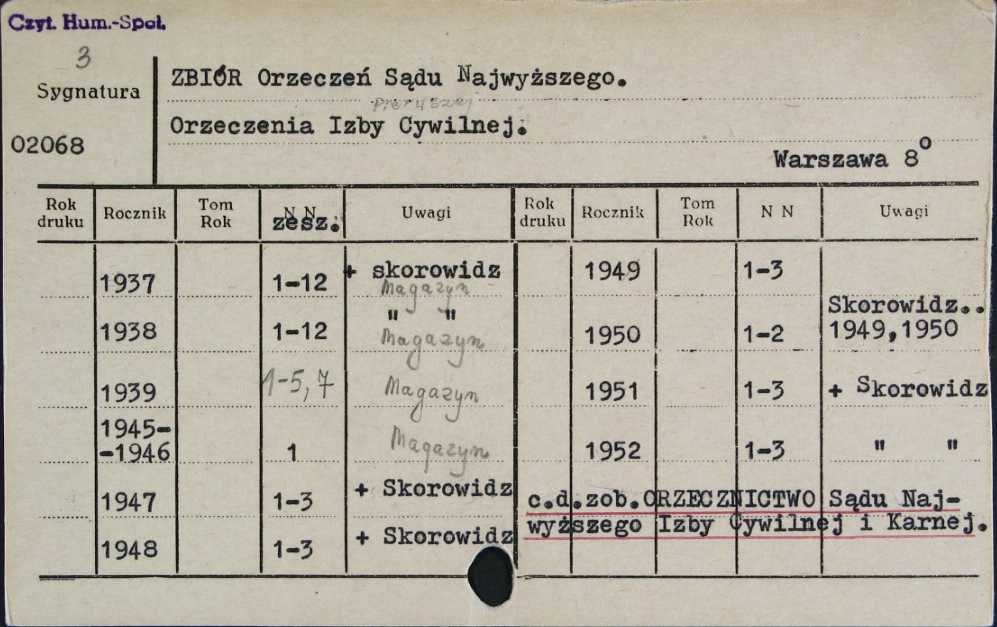 Czyt. Hum.-Społ.
3
Sygnatura
02068
ZBIÓR Orzeczeń Sądu Najwyższego.
pierwszej
Orzeczenia Izby Cywilnej.
Warszawa 8°
Rok druku Rocznik Tom Rok N N zesz. Uwagi Rok druku Rocznik Tom Rok N N Uwagi
1937 1-12 + skorowidz
Magazyn
1938 1-12 " "
Magazyn
1939 1-5, 7 Magazyn
1945-
-1946 1 Magazyn
1947 1-3 + Skorowidz
1948 1-3 + Skorowidz
1949 1-3
Skorowidz..
1950 1-2 1949,1950
1951 1-3 + Skorowidz
1952 1-3 " "
c.d.zob.ORZECZNICTWO Sądu Naj-
wyższego Izby Cywilnej i Karnej.